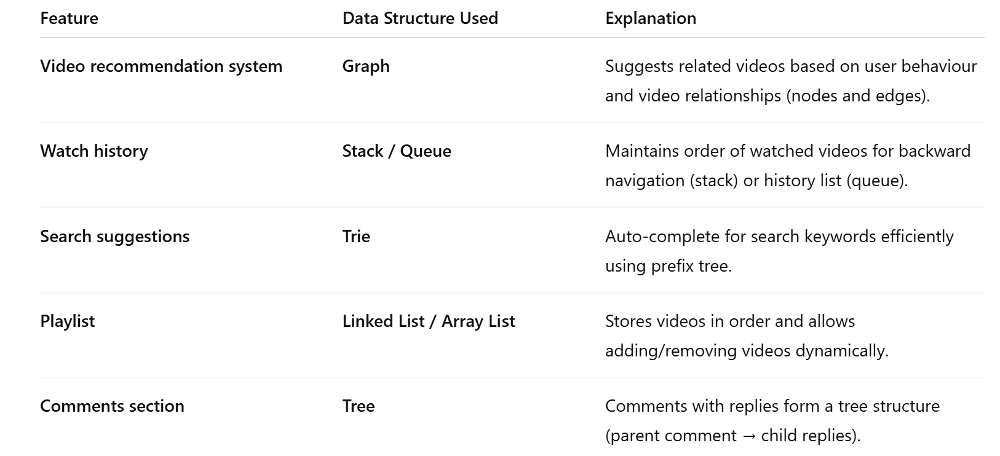 Feature Data Structure Used Explanation
Video recommendation system Graph Suggests related videos based on user behaviour
and video relationships (nodes and edges).
Watch history Stack / Queue Maintains order of watched videos for backward
navigation (stack) or history list (queue).
Search suggestions Trie Auto-complete for search keywords efficiently
using prefix tree.
Playlist Linked List / Array List Stores videos in order and allows
adding/removing videos dynamically.
Comments section Tree Comments with replies form a tree structure
(parent comment → child replies).